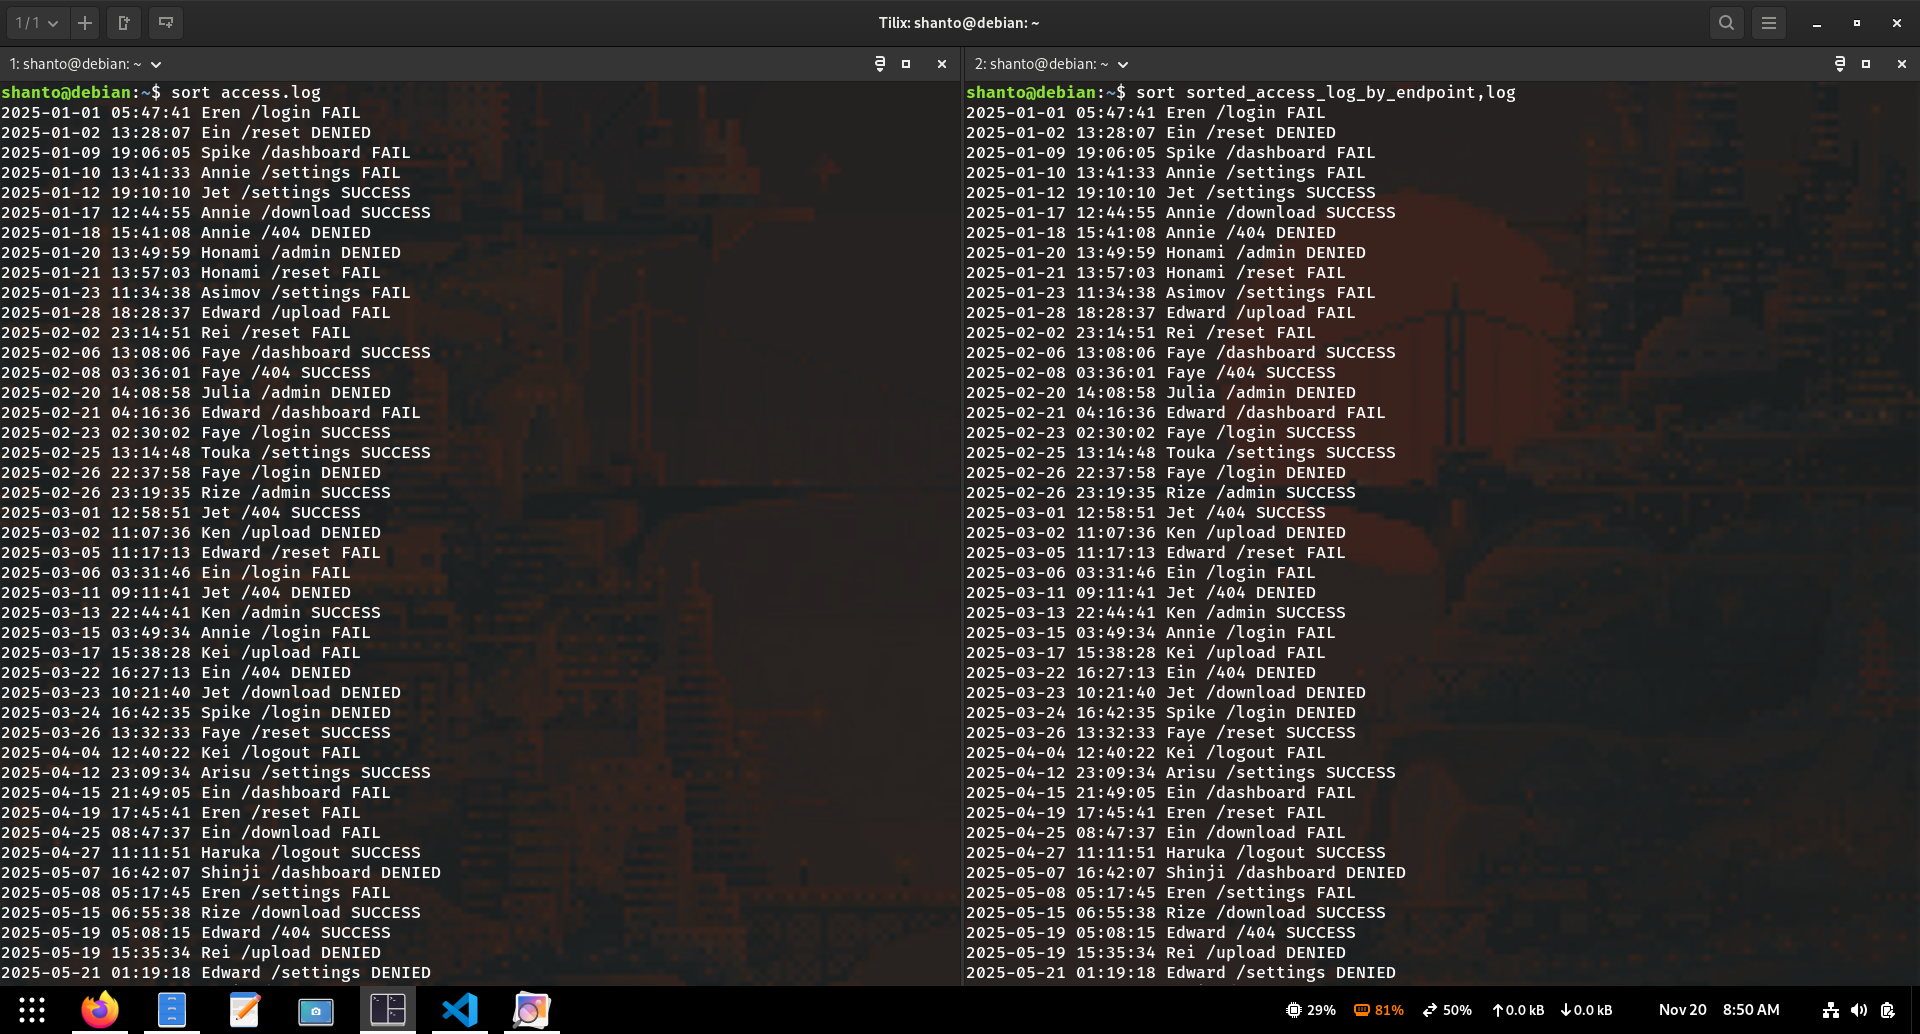 1 / 1
Tilix: shanto@debian: ~
1: shanto@debian: ~
shanto@debian:~$ sort access.log
2025-01-01 05:47:41 Eren /login FAIL
2025-01-02 13:28:07 Ein /reset DENIED
2025-01-09 19:06:05 Spike /dashboard FAIL
2025-01-10 13:41:33 Annie /settings FAIL
2025-01-12 19:10:10 Jet /settings SUCCESS
2025-01-17 12:44:55 Annie /download SUCCESS
2025-01-18 15:41:08 Annie /404 DENIED
2025-01-20 13:49:59 Honami /admin DENIED
2025-01-21 13:57:03 Honami /reset FAIL
2025-01-23 11:34:38 Asimov /settings FAIL
2025-01-28 18:28:37 Edward /upload FAIL
2025-02-02 23:14:51 Rei /reset FAIL
2025-02-06 13:08:06 Faye /dashboard SUCCESS
2025-02-08 03:36:01 Faye /404 SUCCESS
2025-02-20 14:08:58 Julia /admin DENIED
2025-02-21 04:16:36 Edward /dashboard FAIL
2025-02-23 02:30:02 Faye /login SUCCESS
2025-02-25 13:14:48 Touka /settings SUCCESS
2025-02-26 22:37:58 Faye /login DENIED
2025-02-26 23:19:35 Rize /admin SUCCESS
2025-03-01 12:58:51 Jet /404 SUCCESS
2025-03-02 11:07:36 Ken /upload DENIED
2025-03-05 11:17:13 Edward /reset FAIL
2025-03-06 03:31:46 Ein /login FAIL
2025-03-11 09:11:41 Jet /404 DENIED
2025-03-13 22:44:41 Ken /admin SUCCESS
2025-03-15 03:49:34 Annie /login FAIL
2025-03-17 15:38:28 Kei /upload FAIL
2025-03-22 16:27:13 Ein /404 DENIED
2025-03-23 10:21:40 Jet /download DENIED
2025-03-24 16:42:35 Spike /login DENIED
2025-03-26 13:32:33 Faye /reset SUCCESS
2025-04-04 12:40:22 Kei /logout FAIL
2025-04-12 23:09:34 Arisu /settings SUCCESS
2025-04-15 21:49:05 Ein /dashboard FAIL
2025-04-19 17:45:41 Eren /reset FAIL
2025-04-25 08:47:37 Ein /download FAIL
2025-04-27 11:11:51 Haruka /logout SUCCESS
2025-05-07 16:42:07 Shinji /dashboard DENIED
2025-05-08 05:17:45 Eren /settings FAIL
2025-05-15 06:55:38 Rize /download SUCCESS
2025-05-19 05:08:15 Edward /404 SUCCESS
2025-05-19 15:35:34 Rei /upload DENIED
2025-05-21 01:19:18 Edward /settings DENIED
2: shanto@debian: ~
shanto@debian:~$ sort sorted_access_log_by_endpoint,log
2025-01-01 05:47:41 Eren /login FAIL
2025-01-02 13:28:07 Ein /reset DENIED
2025-01-09 19:06:05 Spike /dashboard FAIL
2025-01-10 13:41:33 Annie /settings FAIL
2025-01-12 19:10:10 Jet /settings SUCCESS
2025-01-17 12:44:55 Annie /download SUCCESS
2025-01-18 15:41:08 Annie /404 DENIED
2025-01-20 13:49:59 Honami /admin DENIED
2025-01-21 13:57:03 Honami /reset FAIL
2025-01-23 11:34:38 Asimov /settings FAIL
2025-01-28 18:28:37 Edward /upload FAIL
2025-02-02 23:14:51 Rei /reset FAIL
2025-02-06 13:08:06 Faye /dashboard SUCCESS
2025-02-08 03:36:01 Faye /404 SUCCESS
2025-02-20 14:08:58 Julia /admin DENIED
2025-02-21 04:16:36 Edward /dashboard FAIL
2025-02-23 02:30:02 Faye /login SUCCESS
2025-02-25 13:14:48 Touka /settings SUCCESS
2025-02-26 22:37:58 Faye /login DENIED
2025-02-26 23:19:35 Rize /admin SUCCESS
2025-03-01 12:58:51 Jet /404 SUCCESS
2025-03-02 11:07:36 Ken /upload DENIED
2025-03-05 11:17:13 Edward /reset FAIL
2025-03-06 03:31:46 Ein /login FAIL
2025-03-11 09:11:41 Jet /404 DENIED
2025-03-13 22:44:41 Ken /admin SUCCESS
2025-03-15 03:49:34 Annie /login FAIL
2025-03-17 15:38:28 Kei /upload FAIL
2025-03-22 16:27:13 Ein /404 DENIED
2025-03-23 10:21:40 Jet /download DENIED
2025-03-24 16:42:35 Spike /login DENIED
2025-03-26 13:32:33 Faye /reset SUCCESS
2025-04-04 12:40:22 Kei /logout FAIL
2025-04-12 23:09:34 Arisu /settings SUCCESS
2025-04-15 21:49:05 Ein /dashboard FAIL
2025-04-19 17:45:41 Eren /reset FAIL
2025-04-25 08:47:37 Ein /download FAIL
2025-04-27 11:11:51 Haruka /logout SUCCESS
2025-05-07 16:42:07 Shinji /dashboard DENIED
2025-05-08 05:17:45 Eren /settings FAIL
2025-05-15 06:55:38 Rize /download SUCCESS
2025-05-19 05:08:15 Edward /404 SUCCESS
2025-05-19 15:35:34 Rei /upload DENIED
2025-05-21 01:19:18 Edward /settings DENIED
29% 81% 50% 0.0 kB 0.0 kB Nov 20 8:50 AM